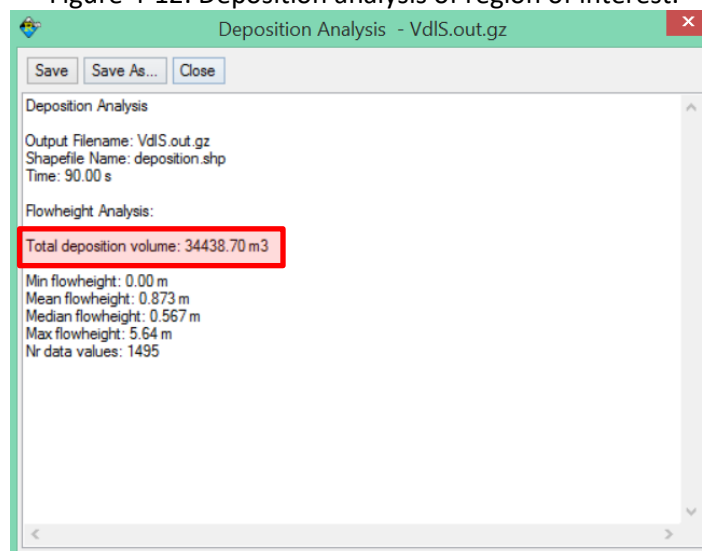 Figure 4-12: Deposition analysis of region of interest.
Deposition Analysis - VdlS.out.gz
Save Save As... Close
Deposition Analysis
Output Filename: VdlS.out.gz
Shapefile Name: deposition.shp
Time: 90.00 s
Flowheight Analysis:
Total deposition volume: 34438.70 m3
Min flowheight: 0.00 m
Mean flowheight: 0.873 m
Median flowheight: 0.567 m
Max flowheight: 5.64 m
Nr data values: 1495